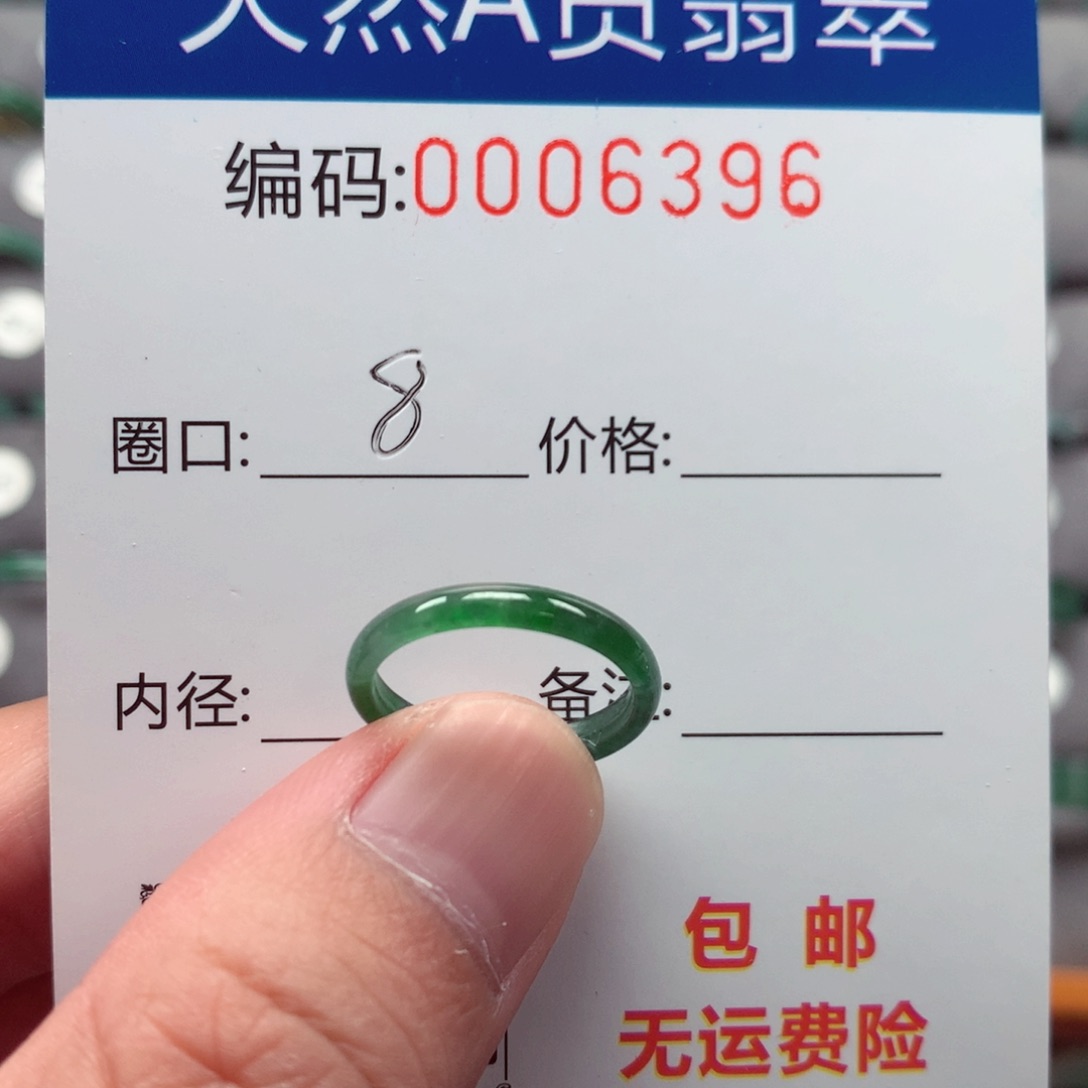 天然A货翡翠
编码:0006396
圈口: 8 价格:
内径: 备注:
包 邮
无运费险